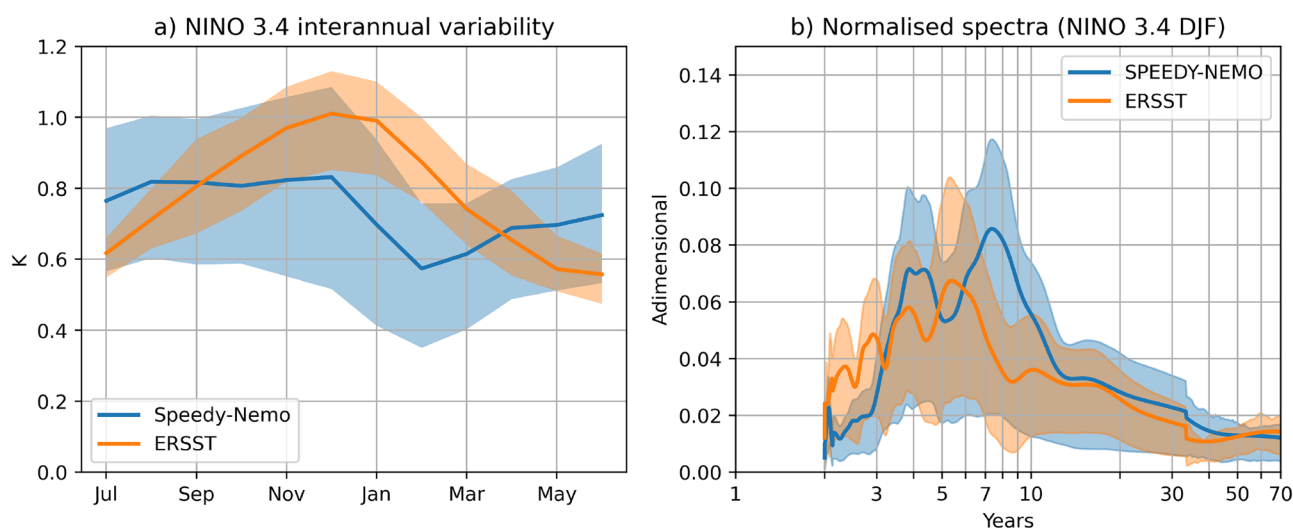 a) NINO 3.4 interannual variability
1.2
1.0
0.8
0.6
0.4
0.2
0.0
K
Jul
Sep
Nov
Jan
Mar
May
Speedy-Nemo
ERSST
b) Normalised spectra (NINO 3.4 DJF)
0.14
0.12
0.10
0.08
0.06
0.04
0.02
0.00
Adimensional
1
3
5
7
10
30
50
70
Years
SPEEDY-NEMO
ERSST